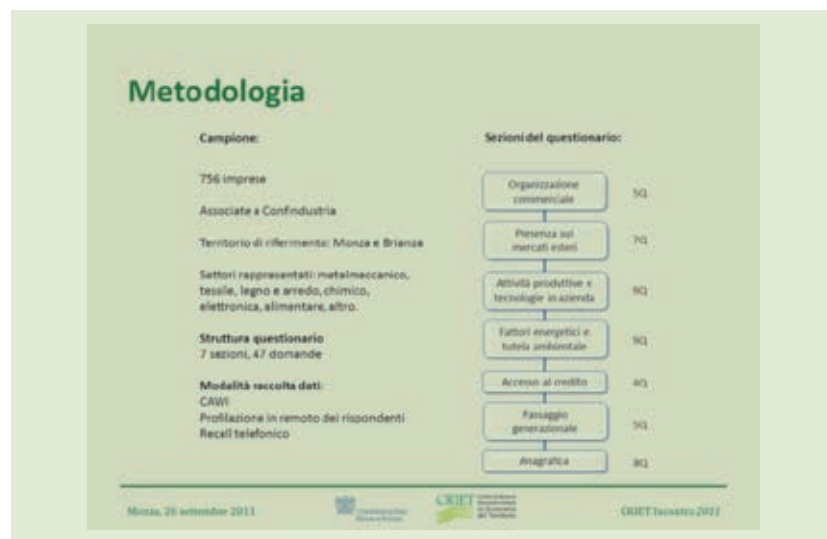 Metodologia
Campione:
756 imprese
Associate a Confindustria
Territorio di riferimento: Monza e Brianza
Settori rappresentati: metalmeccanico,
tessile, legno e arredo, chimico,
elettronica, alimentare, altro.
Struttura questionario
7 sezioni, 47 domande
Modalità raccolta dati:
CAWI
Profilazione in remoto dei rispondenti
Recall telefonico
Sezioni del questionario:
Organizzazione
commerciale
5Q
Presenza sui
mercati esteri
7Q
Attività produttive e
tecnologie in azienda
9Q
Fattori energetici e
tutela ambientale
9Q
Accesso al credito
4Q
Passaggio
generazionale
5Q
Anagrafica
8Q
Monza, 26 settembre 2011
CRIET
CRIET Incontra 2011